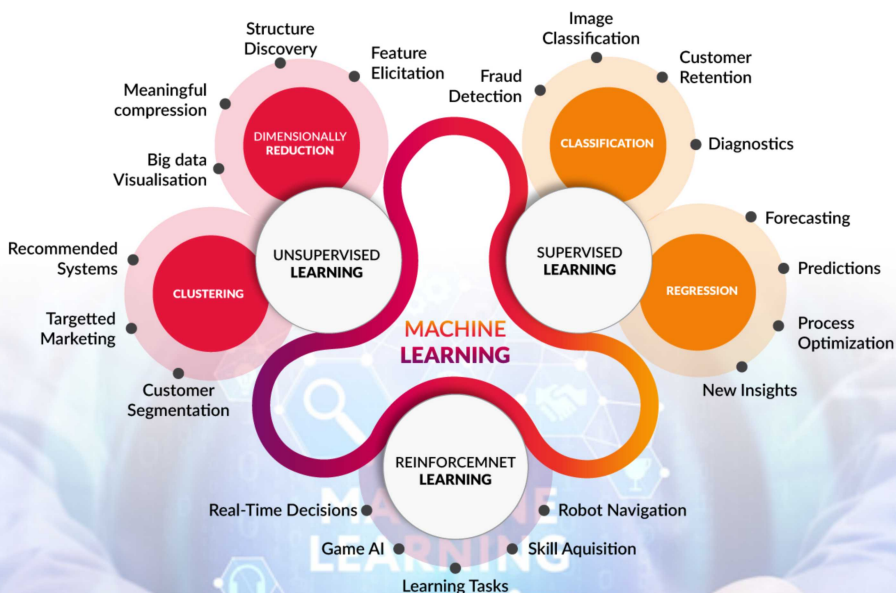 Structure
Discovery
Feature
Elicitation
Meaningful
compression
Big data
Visualisation
DIMENSIONALLY
REDUCTION
Recommended
Systems
Targetted
Marketing
Customer
Segmentation
CLUSTERING
UNSUPERVISED
LEARNING
Image
Classification
Fraud
Detection
Customer
Retention
Diagnostics
CLASSIFICATION
SUPERVISED
LEARNING
Forecasting
Predictions
Process
Optimization
New Insights
REGRESSION
MACHINE
LEARNING
REINFORCEMNET
LEARNING
Real-Time Decisions
Game AI
Learning Tasks
Skill Aquisition
Robot Navigation
MACHINE
LEARNING